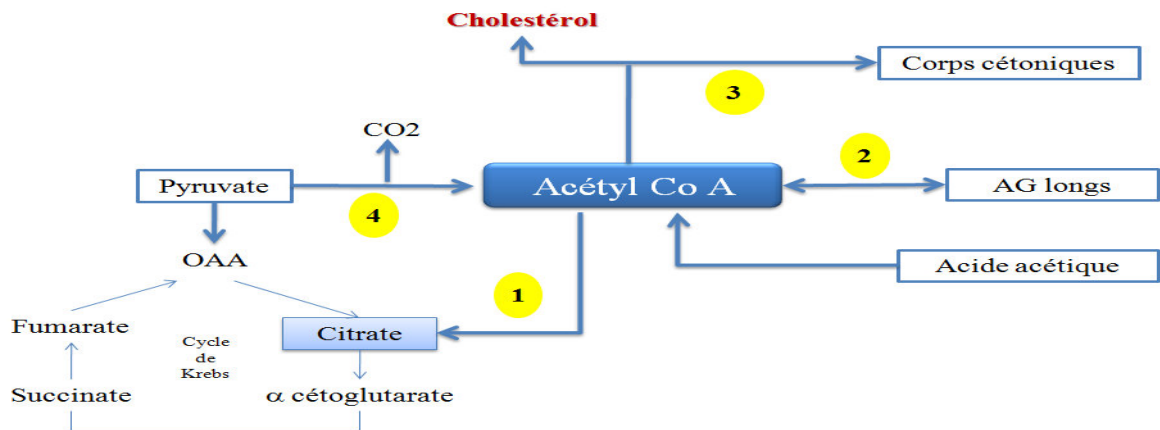 Cholestérol
Corps cétoniques
3
CO2
2
Pyruvate
Acétyl Co A
AG longs
4
OAA
Acide acétique
1
Fumarate
Citrate
Cycle
de
Krebs
Succinate
α cétoglutarate